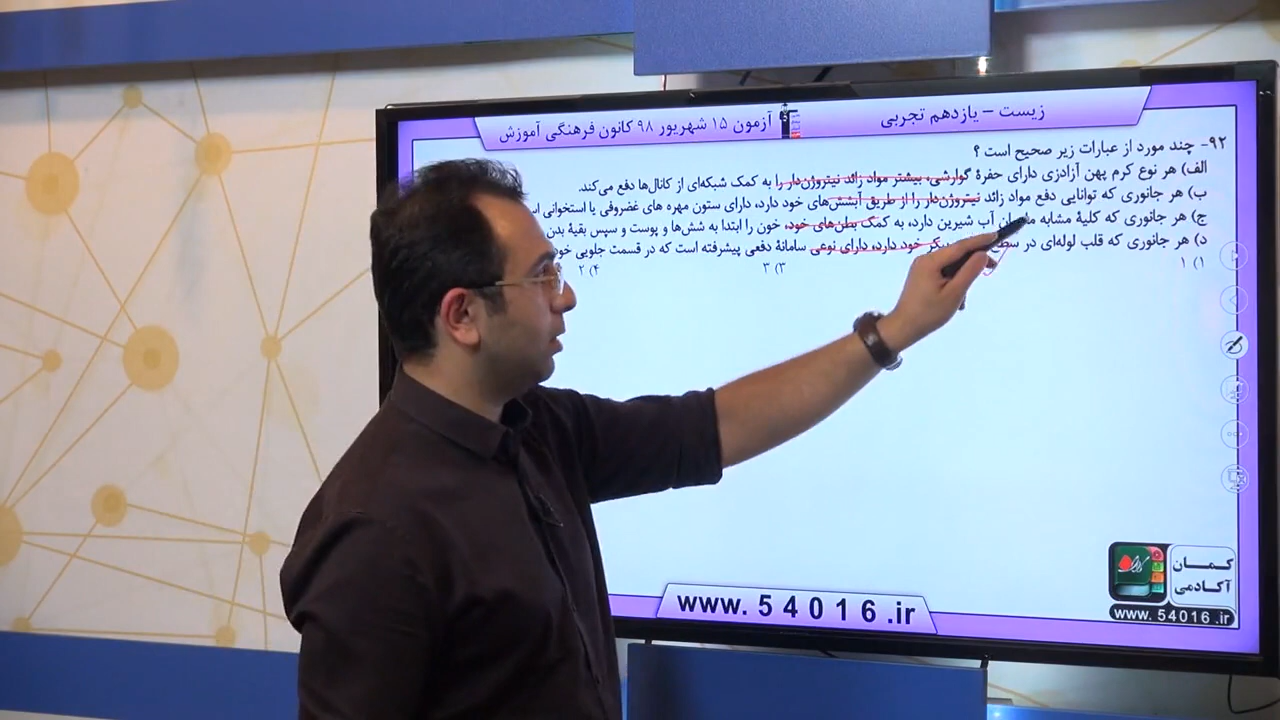 زیست – یازدهم تجربی
آزمون ۱۵ شهریور ۹۸ کانون فرهنگی آموزش
۹۲- چند مورد از عبارات زیر صحیح است ؟
الف) هر نوع کرم پهن آزادزی دارای حفرهٔ گوارشی، بیشتر مواد زائد نیتروژن‌دار را به کمک شبکه‌ای از کانال‌ها دفع می‌کند.
ب) هر جانوری که توانایی دفع مواد زائد نیتروژن‌دار را از طریق آبشش‌های خود دارد، دارای ستون مهره های غضروفی یا استخوانی
ج) هر جانوری که کلیهٔ مشابه ماهیان آب شیرین دارد، به کمک بطن‌های خود، خون را ابتدا به شش‌ها و پوست و سپس بقیهٔ بدن
د) هر جانوری که قلب لوله‌ای در سطح پیکر خود دارد، دارای نوعی سامانهٔ دفعی پیشرفته است که در قسمت جلویی
۱) ۱
۳) ۳
۴) ۲
کمان
آکادمی
www. 54016 .ir
www. 54016 .ir